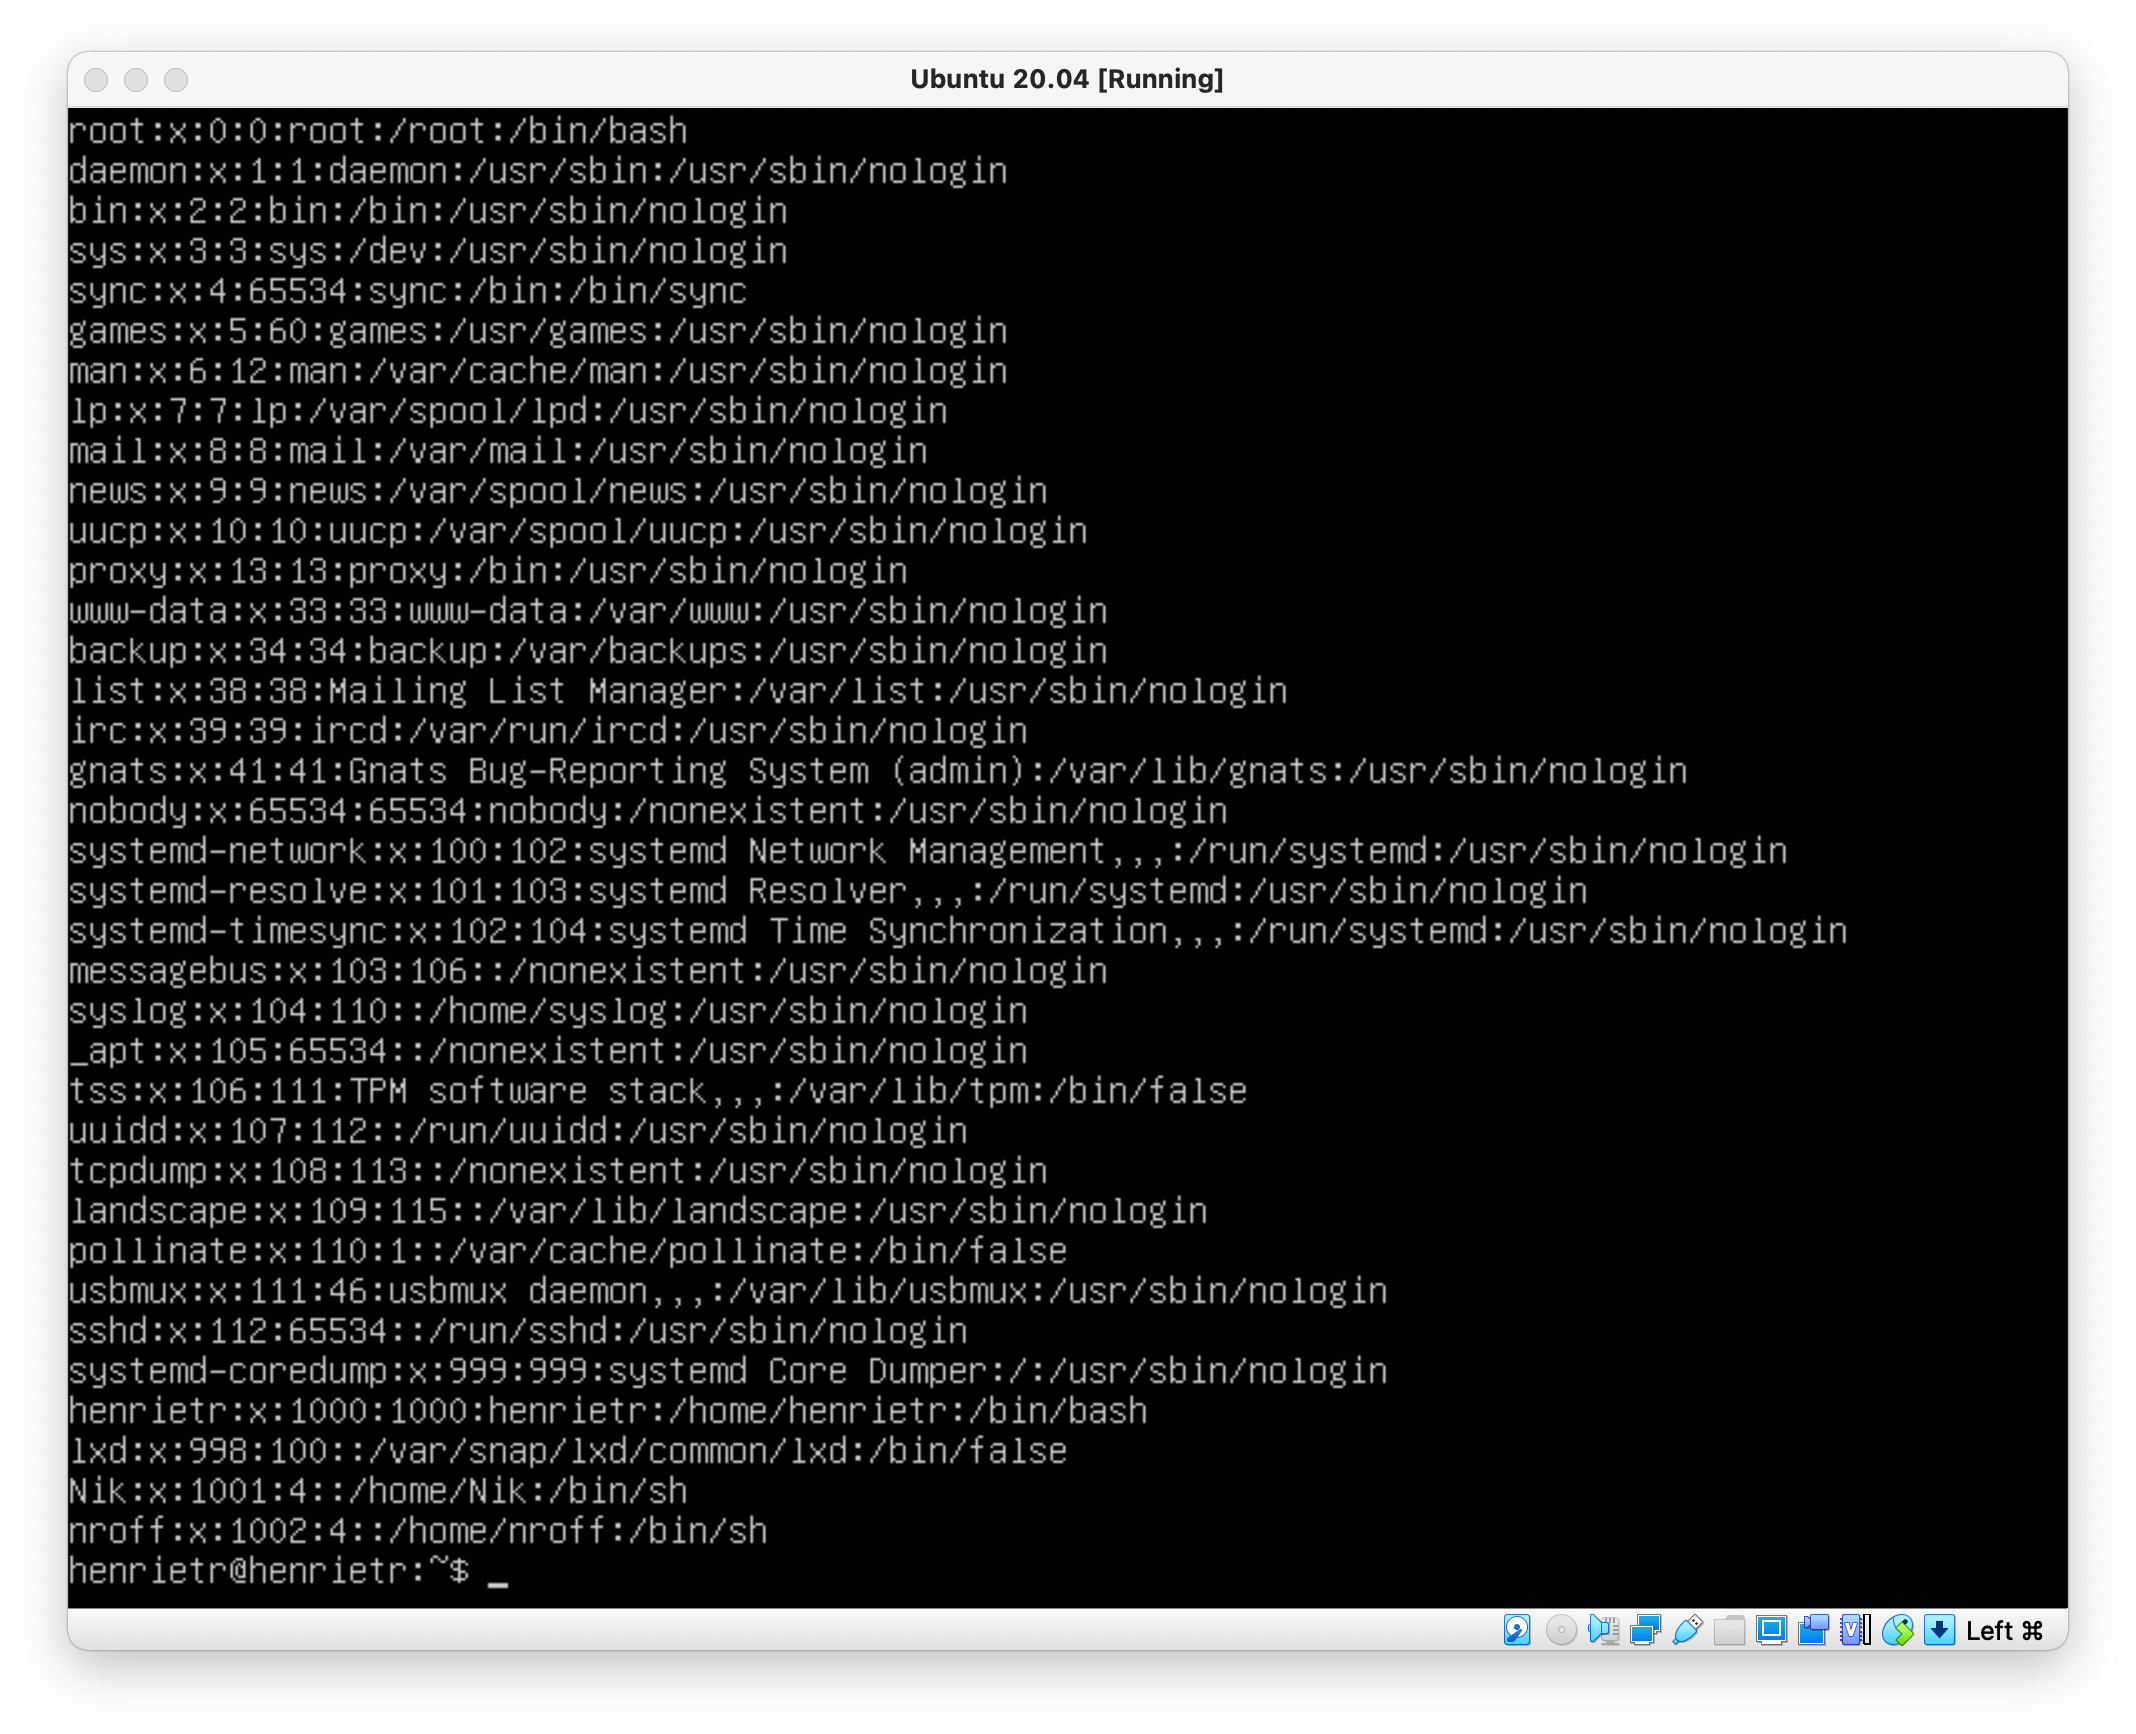 Ubuntu 20.04 [Running]
root:x:0:0:root:/root:/bin/bash
daemon:x:1:1:daemon:/usr/sbin:/usr/sbin/nologin
bin:x:2:2:bin:/bin:/usr/sbin/nologin
sys:x:3:3:sys:/dev:/usr/sbin/nologin
sync:x:4:65534:sync:/bin:/bin/sync
games:x:5:60:games:/usr/games:/usr/sbin/nologin
man:x:6:12:man:/var/cache/man:/usr/sbin/nologin
lp:x:7:7:lp:/var/spool/lpd:/usr/sbin/nologin
mail:x:8:8:mail:/var/mail:/usr/sbin/nologin
news:x:9:9:news:/var/spool/news:/usr/sbin/nologin
uucp:x:10:10:uucp:/var/spool/uucp:/usr/sbin/nologin
proxy:x:13:13:proxy:/bin:/usr/sbin/nologin
www-data:x:33:33:www-data:/var/www:/usr/sbin/nologin
backup:x:34:34:backup:/var/backups:/usr/sbin/nologin
list:x:38:38:Mailing List Manager:/var/list:/usr/sbin/nologin
irc:x:39:39:ircd:/var/run/ircd:/usr/sbin/nologin
gnats:x:41:41:Gnats Bug-Reporting System (admin):/var/lib/gnats:/usr/sbin/nologin
nobody:x:65534:65534:nobody:/nonexistent:/usr/sbin/nologin
systemd-network:x:100:102:systemd Network Management,,,:/run/systemd:/usr/sbin/nologin
systemd-resolve:x:101:103:systemd Resolver,,,:/run/systemd:/usr/sbin/nologin
systemd-timesync:x:102:104:systemd Time Synchronization,,,:/run/systemd:/usr/sbin/nologin
messagebus:x:103:106::/nonexistent:/usr/sbin/nologin
syslog:x:104:110::/home/syslog:/usr/sbin/nologin
_apt:x:105:65534::/nonexistent:/usr/sbin/nologin
tss:x:106:111:TPM software stack,,,:/var/lib/tpm:/bin/false
uuidd:x:107:112::/run/uuidd:/usr/sbin/nologin
tcpdump:x:108:113::/nonexistent:/usr/sbin/nologin
landscape:x:109:115::/var/lib/landscape:/usr/sbin/nologin
pollinate:x:110:1::/var/cache/pollinate:/bin/false
usbmux:x:111:46:usbmux daemon,,,:/var/lib/usbmux:/usr/sbin/nologin
sshd:x:112:65534::/run/sshd:/usr/sbin/nologin
systemd-coredump:x:999:999:systemd Core Dumper:/:/usr/sbin/nologin
henrietr:x:1000:1000:henrietr:/home/henrietr:/bin/bash
lxd:x:998:100::/var/snap/lxd/common/lxd:/bin/false
Nik:x:1001:4::/home/Nik:/bin/sh
nroff:x:1002:4::/home/nroff:/bin/sh
henrietr@henrietr:~$ _
Left ⌘